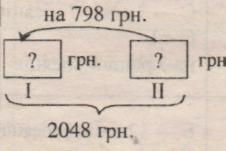 на 798 грн.
? грн. ? грн
I II
2048 грн.